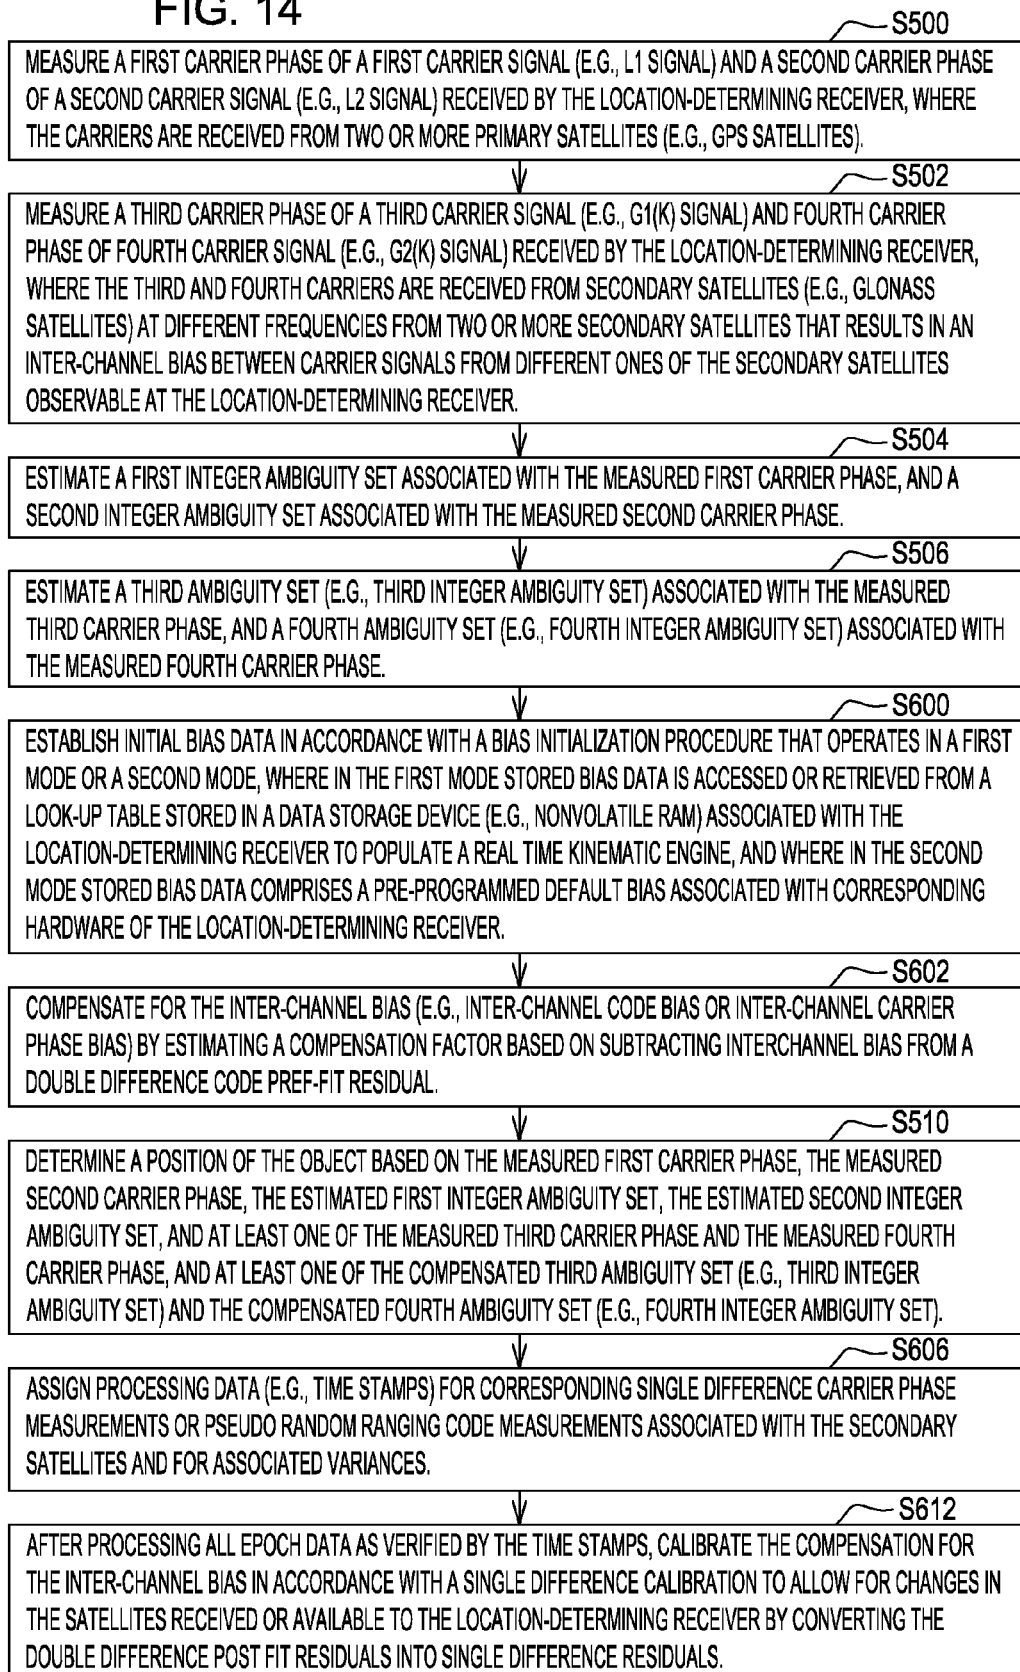 FIG. 14
S500
MEASURE A FIRST CARRIER PHASE OF A FIRST CARRIER SIGNAL (E.G., L1 SIGNAL) AND A SECOND CARRIER PHASE
OF A SECOND CARRIER SIGNAL (E.G., L2 SIGNAL) RECEIVED BY THE LOCATION-DETERMINING RECEIVER, WHERE
THE CARRIERS ARE RECEIVED FROM TWO OR MORE PRIMARY SATELLITES (E.G., GPS SATELLITES).
S502
MEASURE A THIRD CARRIER PHASE OF A THIRD CARRIER SIGNAL (E.G., G1(K) SIGNAL) AND FOURTH CARRIER
PHASE OF FOURTH CARRIER SIGNAL (E.G., G2(K) SIGNAL) RECEIVED BY THE LOCATION-DETERMINING RECEIVER,
WHERE THE THIRD AND FOURTH CARRIERS ARE RECEIVED FROM SECONDARY SATELLITES (E.G., GLONASS
SATELLITES) AT DIFFERENT FREQUENCIES FROM TWO OR MORE SECONDARY SATELLITES THAT RESULTS IN AN
INTER-CHANNEL BIAS BETWEEN CARRIER SIGNALS FROM DIFFERENT ONES OF THE SECONDARY SATELLITES
OBSERVABLE AT THE LOCATION-DETERMINING RECEIVER.
S504
ESTIMATE A FIRST INTEGER AMBIGUITY SET ASSOCIATED WITH THE MEASURED FIRST CARRIER PHASE, AND A
SECOND INTEGER AMBIGUITY SET ASSOCIATED WITH THE MEASURED SECOND CARRIER PHASE.
S506
ESTIMATE A THIRD AMBIGUITY SET (E.G., THIRD INTEGER AMBIGUITY SET) ASSOCIATED WITH THE MEASURED
THIRD CARRIER PHASE, AND A FOURTH AMBIGUITY SET (E.G., FOURTH INTEGER AMBIGUITY SET) ASSOCIATED WITH
THE MEASURED FOURTH CARRIER PHASE.
S600
ESTABLISH INITIAL BIAS DATA IN ACCORDANCE WITH A BIAS INITIALIZATION PROCEDURE THAT OPERATES IN A FIRST
MODE OR A SECOND MODE, WHERE IN THE FIRST MODE STORED BIAS DATA IS ACCESSED OR RETRIEVED FROM A
LOOK-UP TABLE STORED IN A DATA STORAGE DEVICE (E.G., NONVOLATILE RAM) ASSOCIATED WITH THE
LOCATION-DETERMINING RECEIVER TO POPULATE A REAL TIME KINEMATIC ENGINE, AND WHERE IN THE SECOND
MODE STORED BIAS DATA COMPRISES A PRE-PROGRAMMED DEFAULT BIAS ASSOCIATED WITH CORRESPONDING
HARDWARE OF THE LOCATION-DETERMINING RECEIVER.
S602
COMPENSATE FOR THE INTER-CHANNEL BIAS (E.G., INTER-CHANNEL CODE BIAS OR INTER-CHANNEL CARRIER
PHASE BIAS) BY ESTIMATING A COMPENSATION FACTOR BASED ON SUBTRACTING INTERCHANNEL BIAS FROM A
DOUBLE DIFFERENCE CODE PREF-FIT RESIDUAL.
S510
DETERMINE A POSITION OF THE OBJECT BASED ON THE MEASURED FIRST CARRIER PHASE, THE MEASURED
SECOND CARRIER PHASE, THE ESTIMATED FIRST INTEGER AMBIGUITY SET, THE ESTIMATED SECOND INTEGER
AMBIGUITY SET, AND AT LEAST ONE OF THE MEASURED THIRD CARRIER PHASE AND THE MEASURED FOURTH
CARRIER PHASE, AND AT LEAST ONE OF THE COMPENSATED THIRD AMBIGUITY SET (E.G., THIRD INTEGER
AMBIGUITY SET) AND THE COMPENSATED FOURTH AMBIGUITY SET (E.G., FOURTH INTEGER AMBIGUITY SET).
S606
ASSIGN PROCESSING DATA (E.G., TIME STAMPS) FOR CORRESPONDING SINGLE DIFFERENCE CARRIER PHASE
MEASUREMENTS OR PSEUDO RANDOM RANGING CODE MEASUREMENTS ASSOCIATED WITH THE SECONDARY
SATELLITES AND FOR ASSOCIATED VARIANCES.
S612
AFTER PROCESSING ALL EPOCH DATA AS VERIFIED BY THE TIME STAMPS, CALIBRATE THE COMPENSATION FOR
THE INTER-CHANNEL BIAS IN ACCORDANCE WITH A SINGLE DIFFERENCE CALIBRATION TO ALLOW FOR CHANGES IN
THE SATELLITES RECEIVED OR AVAILABLE TO THE LOCATION-DETERMINING RECEIVER BY CONVERTING THE
DOUBLE DIFFERENCE POST FIT RESIDUALS INTO SINGLE DIFFERENCE RESIDUALS.